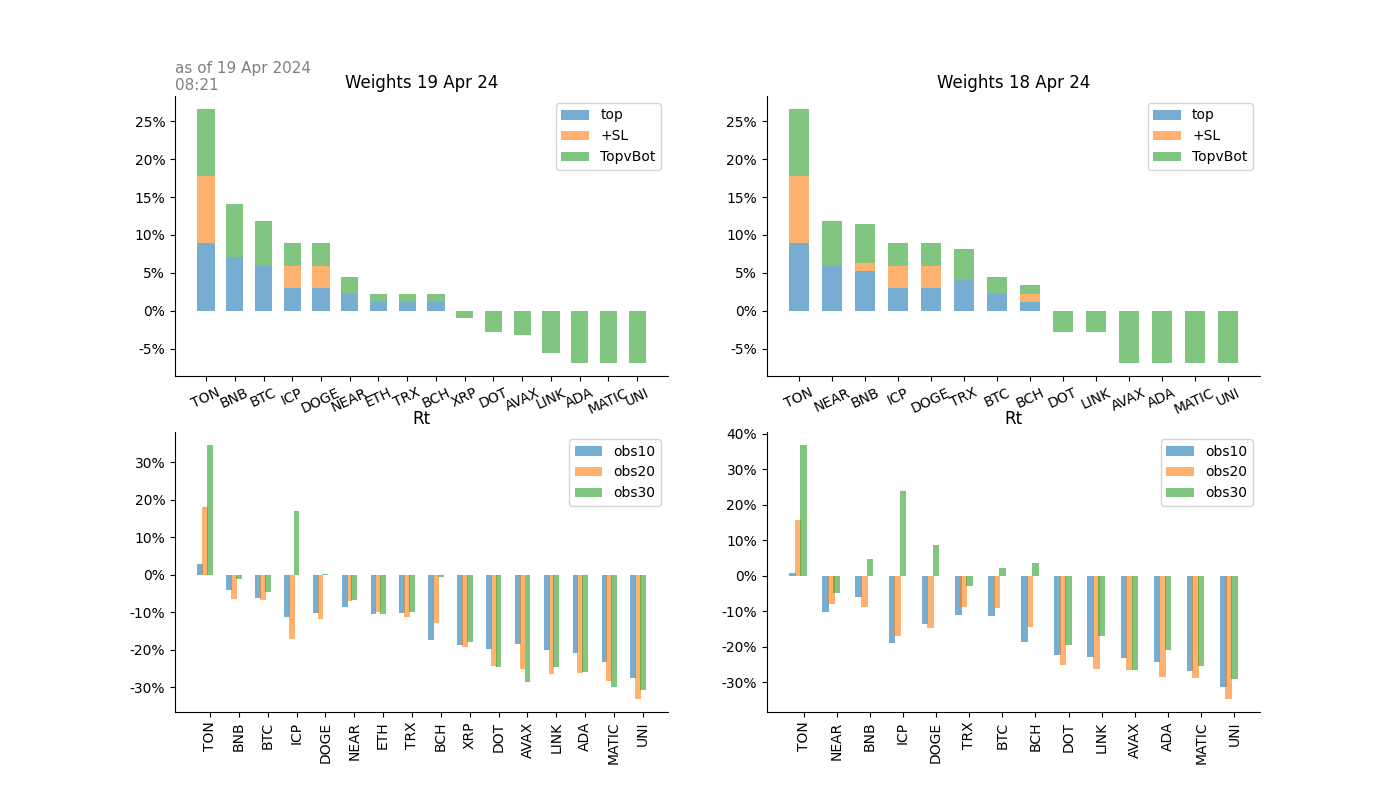 as of 19 Apr 2024
08:21
Weights 19 Apr 24
25%
20%
15%
10%
5%
0%
-5%
top
+SL
TopvBot
TON BNB BTC ICP DOGE NEAR ETH TRX BCH XRP DOT AVAX LINK ADA MATIC UNI
Weights 18 Apr 24
25%
20%
15%
10%
5%
0%
-5%
top
+SL
TopvBot
TON NEAR BNB ICP DOGE TRX BTC BCH DOT LINK AVAX ADA MATIC UNI
Rt
30%
20%
10%
0%
-10%
-20%
-30%
obs10
obs20
obs30
TON BNB BTC ICP DOGE NEAR ETH TRX BCH XRP DOT AVAX LINK ADA MATIC UNI
Rt
40%
30%
20%
10%
0%
-10%
-20%
-30%
obs10
obs20
obs30
TON NEAR BNB ICP DOGE TRX BTC BCH DOT LINK AVAX ADA MATIC UNI